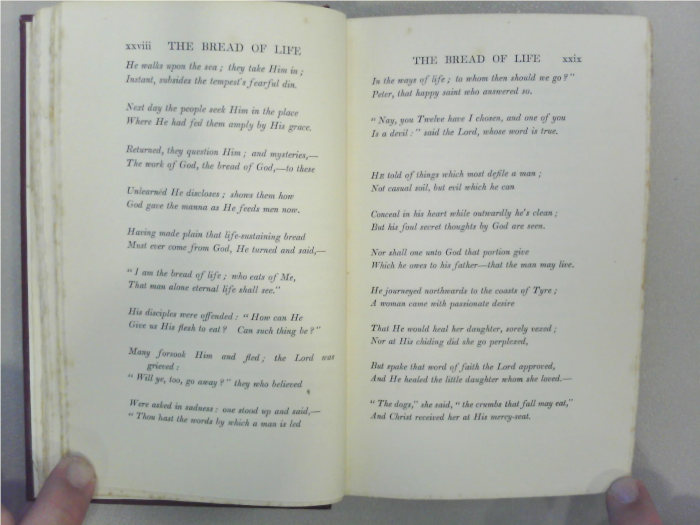 xxviii THE BREAD OF LIFE
He walks upon the sea ; they take Him in ;
Instant, subsides the tempest's fearful din.
Next day the people seek Him in the place
Where He had fed them amply by His grace.
Returned, they question Him ; and mysteries,—
The work of God, the bread of God,—to these
Unlearnèd He discloses ; shows them how
God gave the manna as He feeds men now.
Having made plain that life-sustaining bread
Must ever come from God, He turned and said,—
" I am the bread of life ; who eats of Me,
That man alone eternal life shall see."
His disciples were offended : " How can He
Give us His flesh to eat ? Can such thing be ? "
Many forsook Him and fled ; the Lord was
grieved :
" Will ye, too, go away ? " they who believed
Were asked in sadness : one stood up and said,—
" Thou hast the words by which a man is led
THE BREAD OF LIFE xxix
In the ways of life ; to whom then should we go ? "
Peter, that happy saint who answered so.
" Nay, you Twelve have I chosen, and one of you
Is a devil : " said the Lord, whose word is true.
HE told of things which most defile a man ;
Not casual soil, but evil which he can
Conceal in his heart while outwardly he's clean ;
But his foul secret thoughts by God are seen.
Nor shall one unto God that portion give
Which he owes to his father—that the man may live.
He journeyed northwards to the coasts of Tyre ;
A woman came with passionate desire
That He would heal her daughter, sorely vexed ;
Nor at His chiding did she go perplexed,
But spake that word of faith the Lord approved,
And He healed the little daughter whom she loved.—
" The dogs," she said, " the crumbs that fall may eat,"
And Christ received her at His mercy-seat.